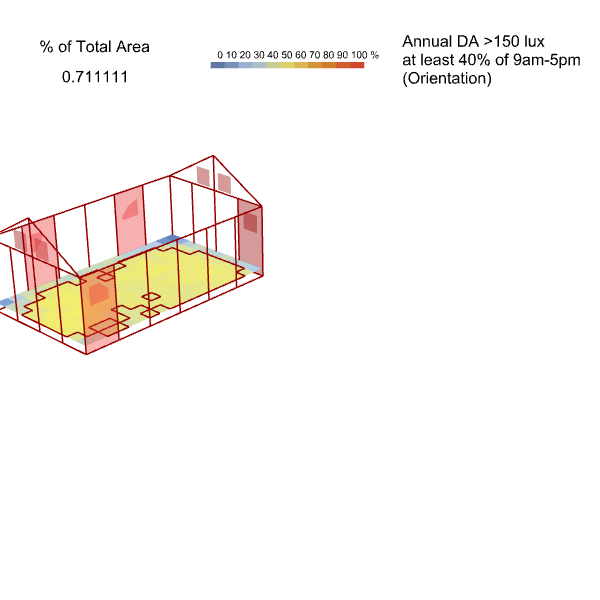 % of Total Area
0.711111
0 10 20 30 40 50 60 70 80 90 100 %
Annual DA >150 lux
at least 40% of 9am-5pm
(Orientation)